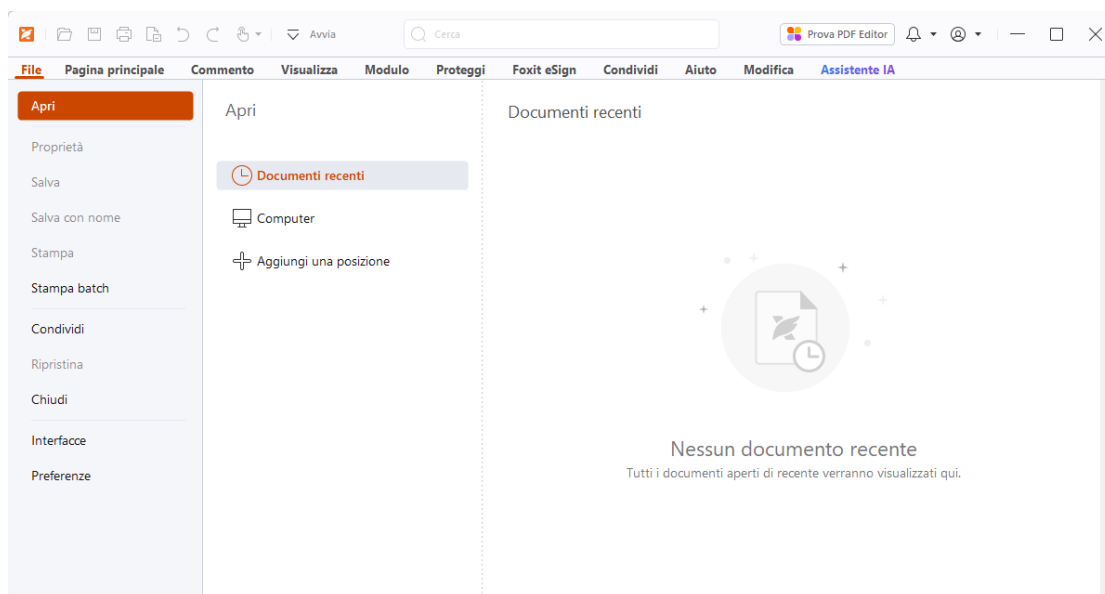 Avvia
Cerca
Prova PDF Editor
File Pagina principale Commento Visualizza Modulo Proteggi Foxit eSign Condividi Aiuto Modifica Assistente IA
Apri
Proprietà
Salva
Salva con nome
Stampa
Stampa batch
Condividi
Ripristina
Chiudi
Interfacce
Preferenze
Apri
Documenti recenti
Computer
Aggiungi una posizione
Documenti recenti
Nessun documento recente
Tutti i documenti aperti di recente verranno visualizzati qui.